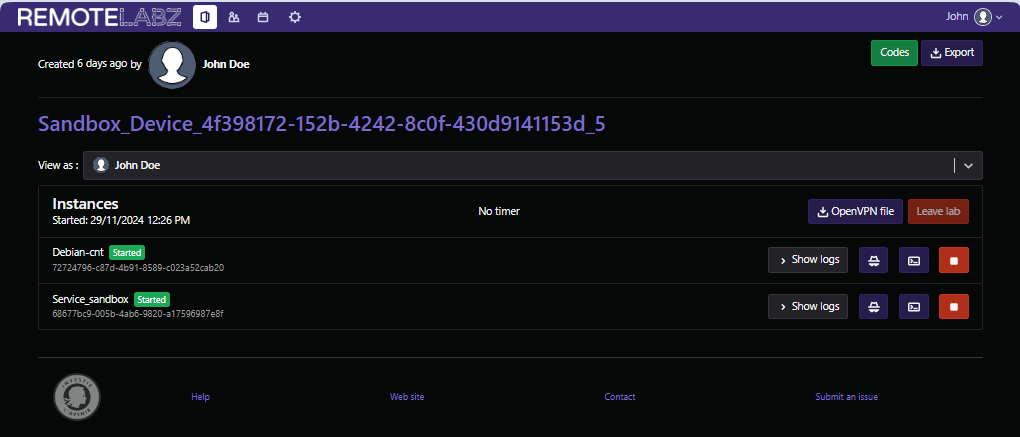 REMOTELABZ
John
Created 6 days ago by John Doe
Codes
Export
Sandbox_Device_4f398172-152b-4242-8c0f-430d9141153d_5
View as : John Doe
Instances
Started: 29/11/2024 12:26 PM
No timer
OpenVPN file
Leave lab
Debian-cnt Started
72724796-c87d-4b91-8589-c023a52cab20
Show logs
Service_sandbox Started
68677bc9-005b-4ab6-9820-a17596987e8f
Show logs
INVESTIR
L'AVENIR
Help
Web site
Contact
Submit an issue